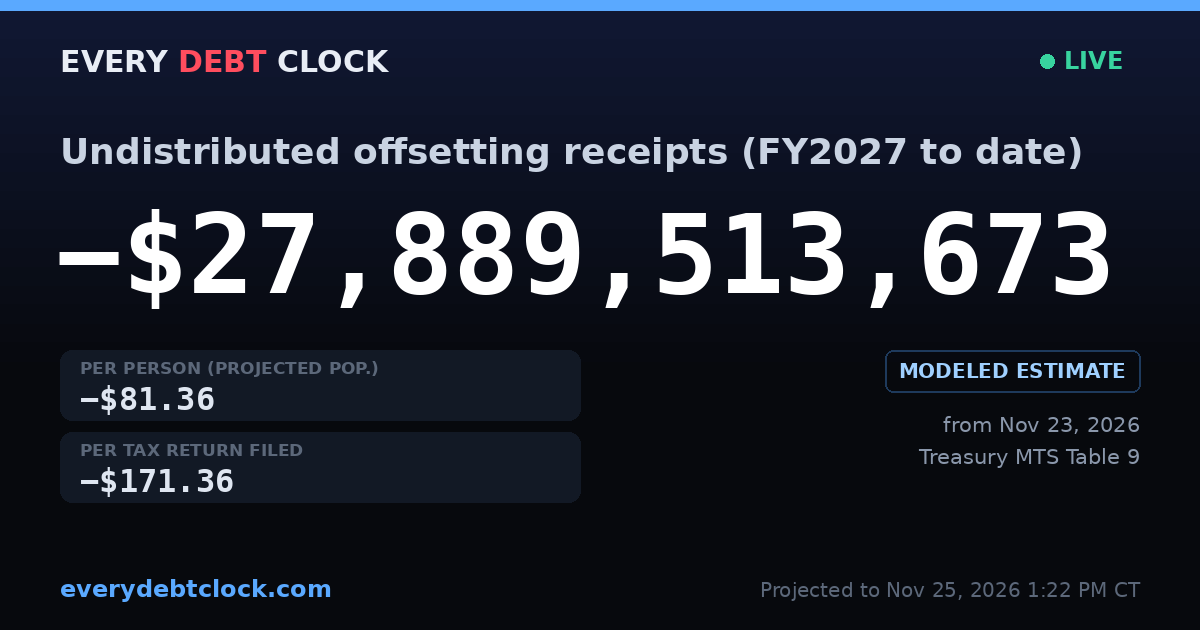 EVERY DEBT CLOCK
LIVE
Undistributed offsetting receipts (FY2027 to date)
−$27,889,513,673
PER PERSON (PROJECTED POP.)
−$81.36
PER TAX RETURN FILED
−$171.36
MODELED ESTIMATE
from Nov 23, 2026
Treasury MTS Table 9
everydebtclock.com
Projected to Nov 25, 2026 1:22 PM CT